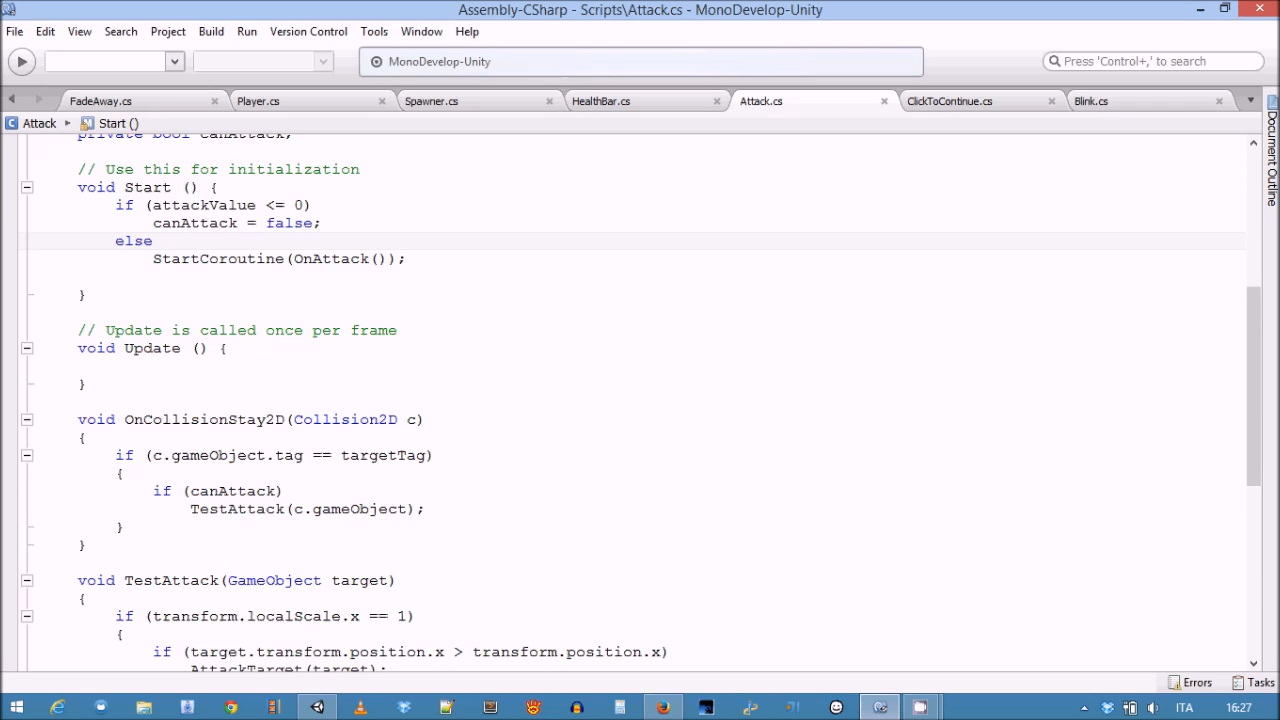 Assembly-CSharp - Scripts\Attack.cs - MonoDevelop-Unity
File Edit View Search Project Build Run Version Control Tools Window Help
MonoDevelop-Unity
Press 'Control+,' to search
FadeAway.cs Player.cs Spawner.cs HealthBar.cs Attack.cs ClickToContinue.cs Blink.cs
Attack Start ()
Document Outline
private bool canAttack;
// Use this for initialization
void Start () {
if (attackValue <= 0)
canAttack = false;
else
StartCoroutine(OnAttack());
}
// Update is called once per frame
void Update () {
}
void OnCollisionStay2D(Collision2D c)
{
if (c.gameObject.tag == targetTag)
{
if (canAttack)
TestAttack(c.gameObject);
}
}
void TestAttack(GameObject target)
{
if (transform.localScale.x == 1)
{
if (target.transform.position.x > transform.position.x)
AttackTarget(target);
Errors Tasks
ITA 16:27